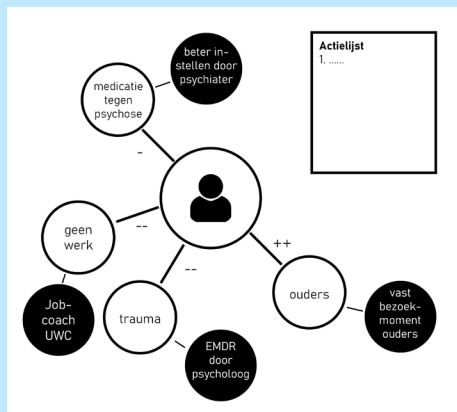 beter in-
stellen door
psychiater
Actielijst
1. ......
medicatie
tegen
psychose
-
geen
werk
--
--
++
Job-
coach
UWC
trauma
EMDR
door
psycholoog
ouders
vast
bezoek-
moment
ouders